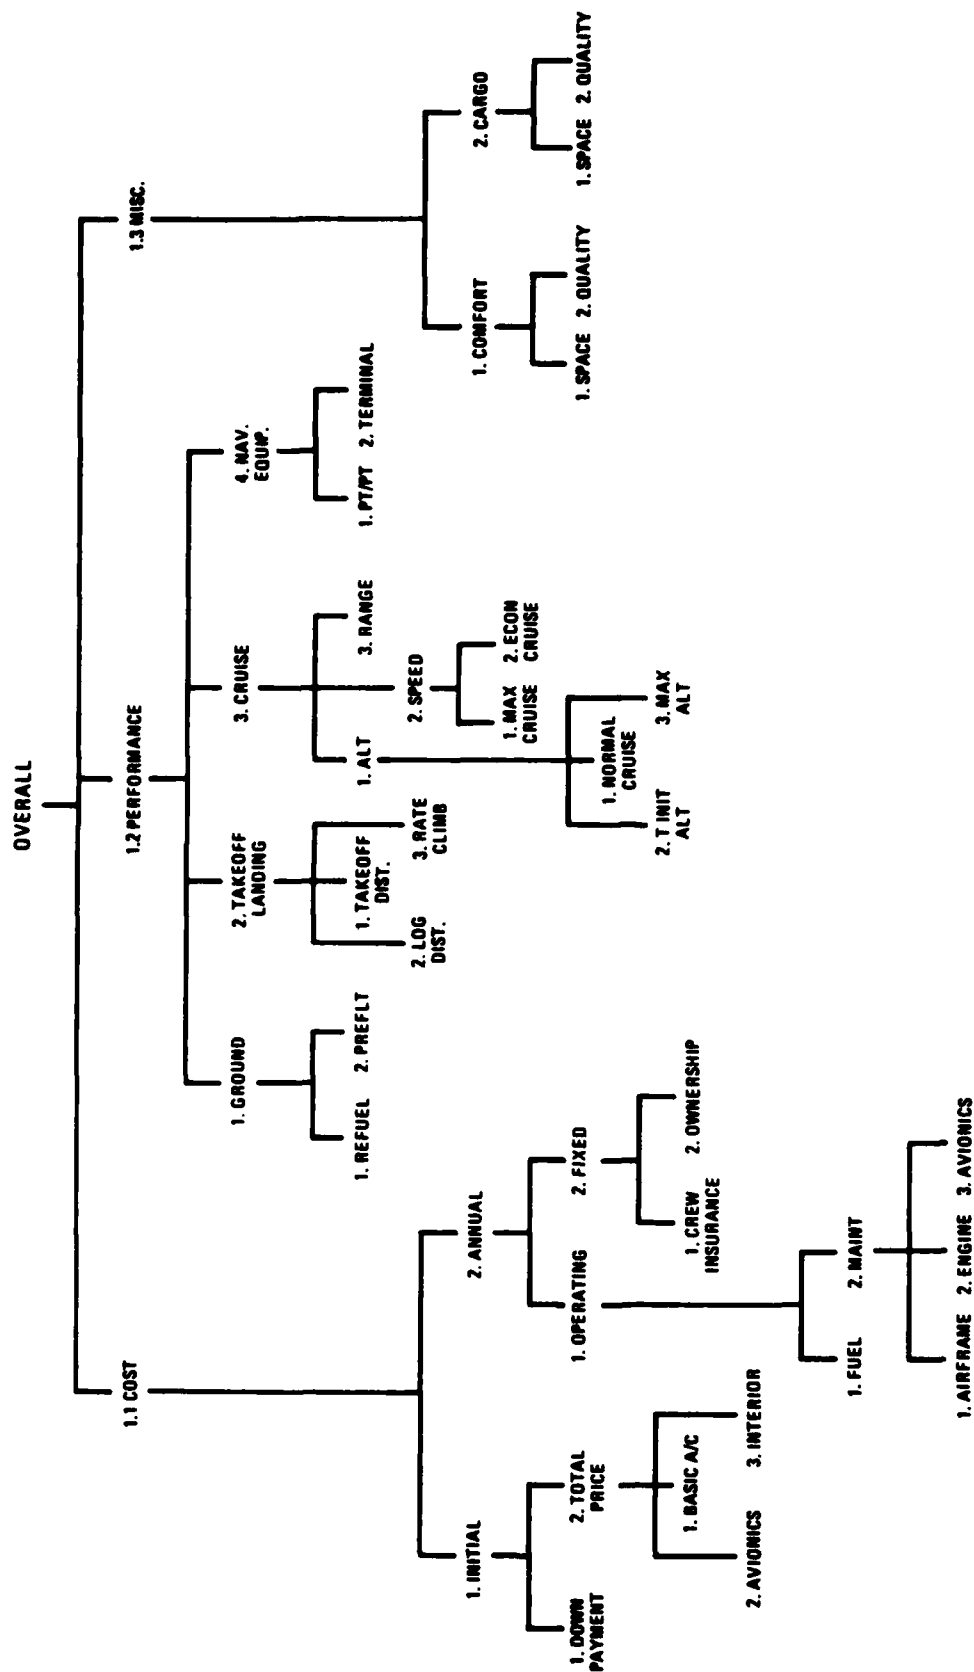 OVERALL
1.1 COST
1.2 PERFORMANCE
1.3 MISC.
1. GROUND
2. TAKEOFF
LANDING
3. CRUISE
4. NAV.
EQUIP.
1. REFUEL
2. PREFLT
2. LOG
DIST.
1. TAKEOFF
DIST.
3. RATE
CLIMB
1. ALT
2. SPEED
3. RANGE
1. PT/PT
2. TERMINAL
1. MAX
CRUISE
2. ECON
CRUISE
2. T INIT
ALT
1. NORMAL
CRUISE
3. MAX
ALT
1. INITIAL
2. ANNUAL
1. COMFORT
2. CARGO
1. DOWN
PAYMENT
2. TOTAL
PRICE
1. OPERATING
2. FIXED
1. SPACE
2. QUALITY
1. SPACE
2. QUALITY
2. AVIONICS
1. BASIC A/C
3. INTERIOR
1. CREW
INSURANCE
2. OWNERSHIP
1. FUEL
2. MAINT
1. AIRFRAME
2. ENGINE
3. AVIONICS